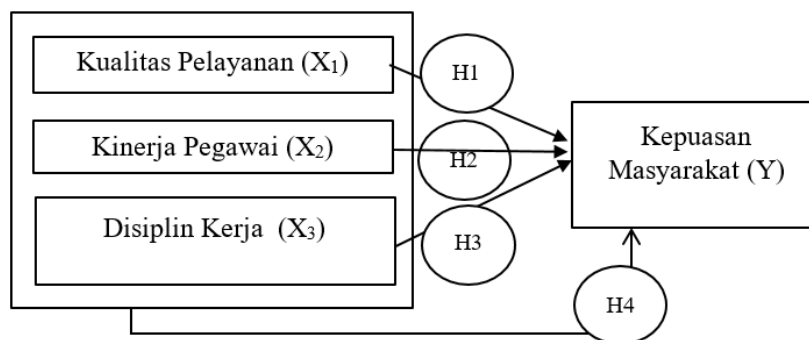 Kualitas Pelayanan (X₁)
H1
Kinerja Pegawai (X₂)
H2
Disiplin Kerja (X₃)
H3
Kepuasan
Masyarakat (Y)
H4